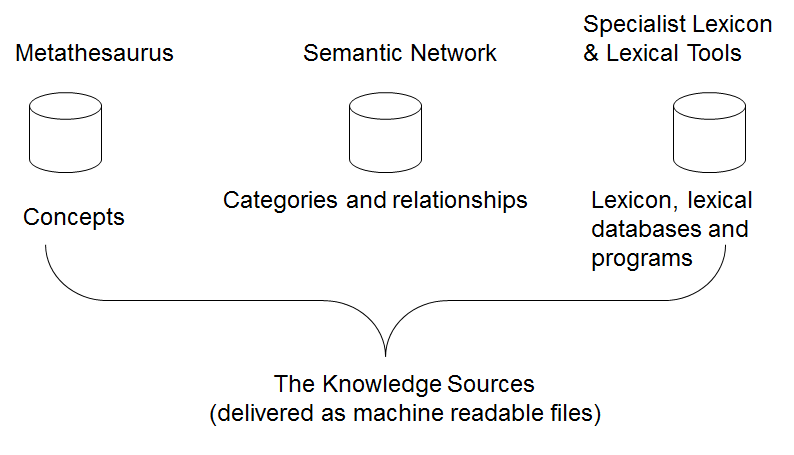 Metathesaurus
Semantic Network
Specialist Lexicon
& Lexical Tools
Concepts
Categories and relationships
Lexicon, lexical
databases and
programs
The Knowledge Sources
(delivered as machine readable files)